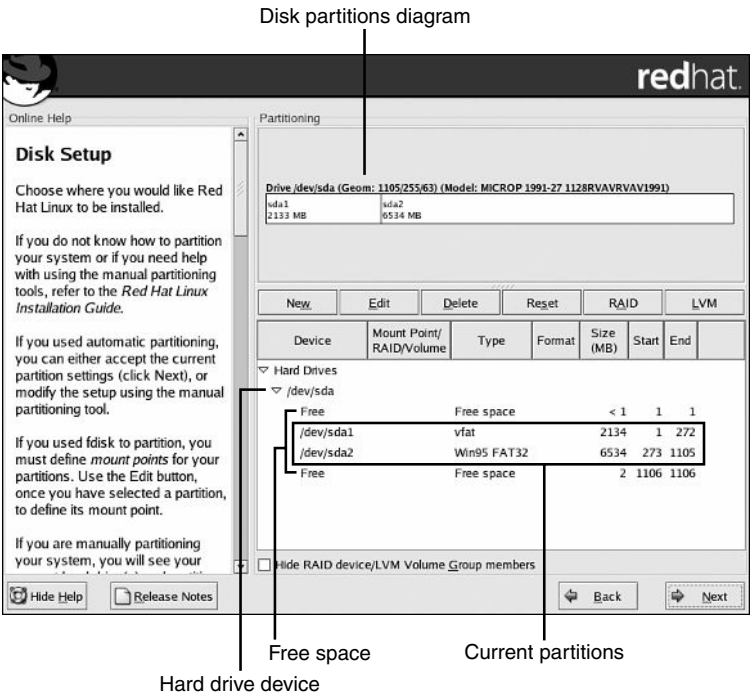 Disk partitions diagram
redhat.
Online Help
Disk Setup
Choose where you would like Red
Hat Linux to be installed.
If you do not know how to partition
your system or if you need help
with using the manual partitioning
tools, refer to the Red Hat Linux
Installation Guide.
If you used automatic partitioning,
you can either accept the current
partition settings (click Next), or
modify the setup using the manual
partitioning tool.
If you used fdisk to partition, you
must define mount points for your
partitions. Use the Edit button,
once you have selected a partition,
to define its mount point.
If you are manually partitioning
your system, you will see your
Partitioning
Drive /dev/sda (Geom: 1105/255/63) (Model: MICROP 1991-27 1128RVAVRVAV1991)
sda1 sda2
2133 MB 6534 MB
New Edit Delete Reset RAID LVM
Device Mount Point/ RAID/Volume Type Format Size (MB) Start End
Hard Drives
/dev/sda
Free Free space < 1 1 1
/dev/sda1 vfat 2134 1 272
/dev/sda2 Win95 FAT32 6534 273 1105
Free Free space 2 1106 1106
Hide RAID device/LVM Volume Group members
Hide Help Release Notes Back Next
Free space Current partitions
Hard drive device